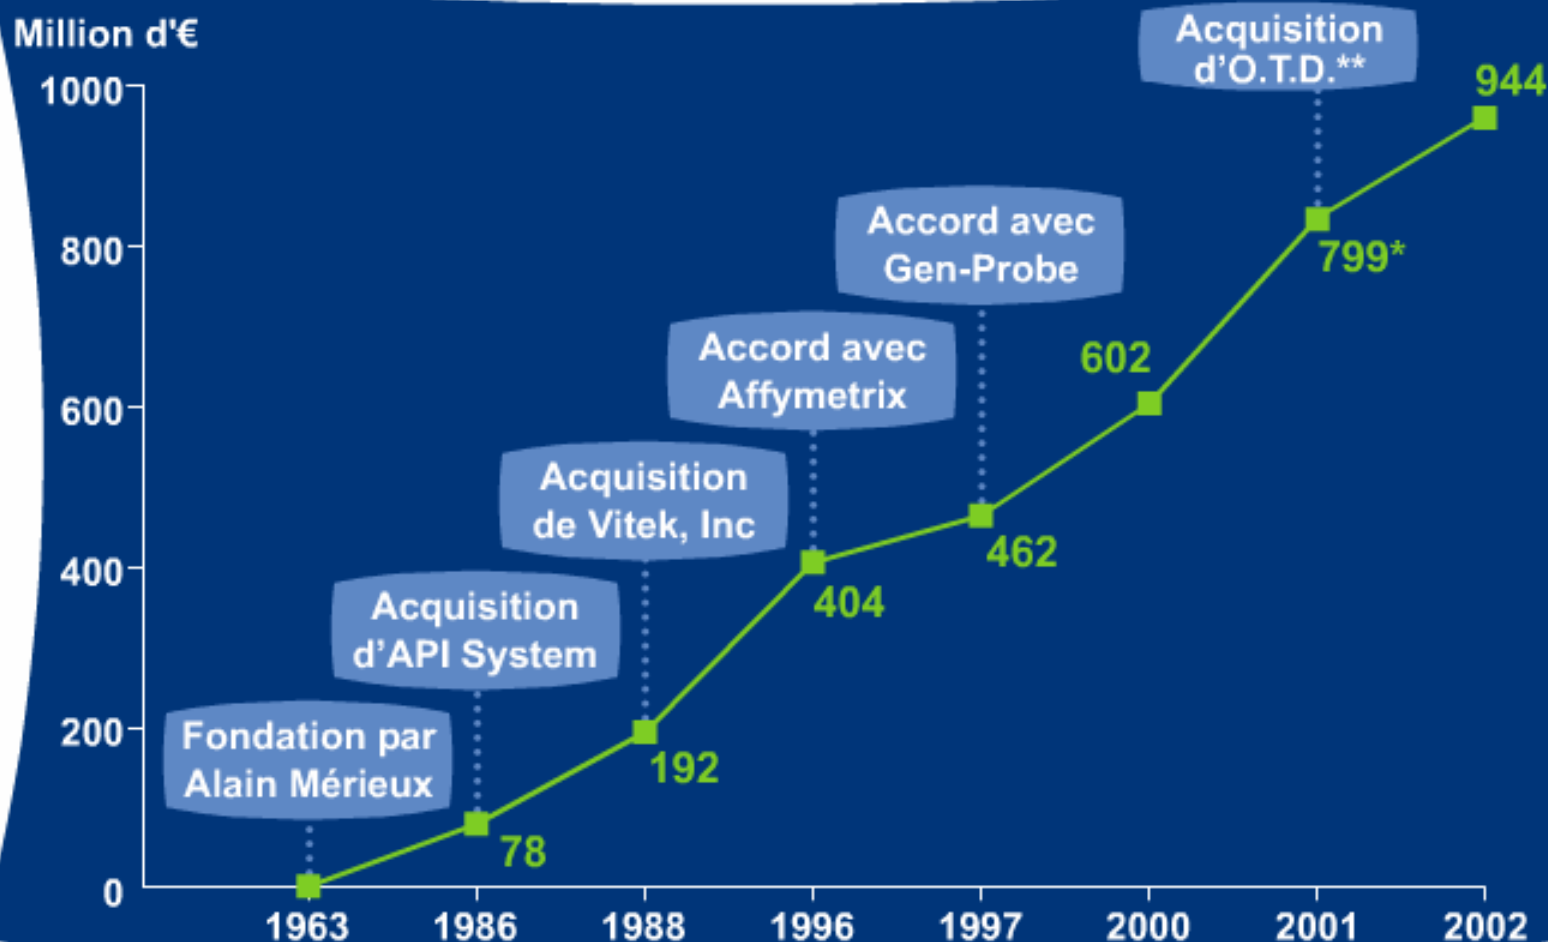 Million d'€
1000
800
600
400
200
0
Fondation par
Alain Mérieux
Acquisition
d’API System
Acquisition
de Vitek, Inc
Accord avec
Affymetrix
Accord avec
Gen-Probe
Acquisition
d’O.T.D.**
78
192
404
462
602
799*
944
1963 1986 1988 1996 1997 2000 2001 2002